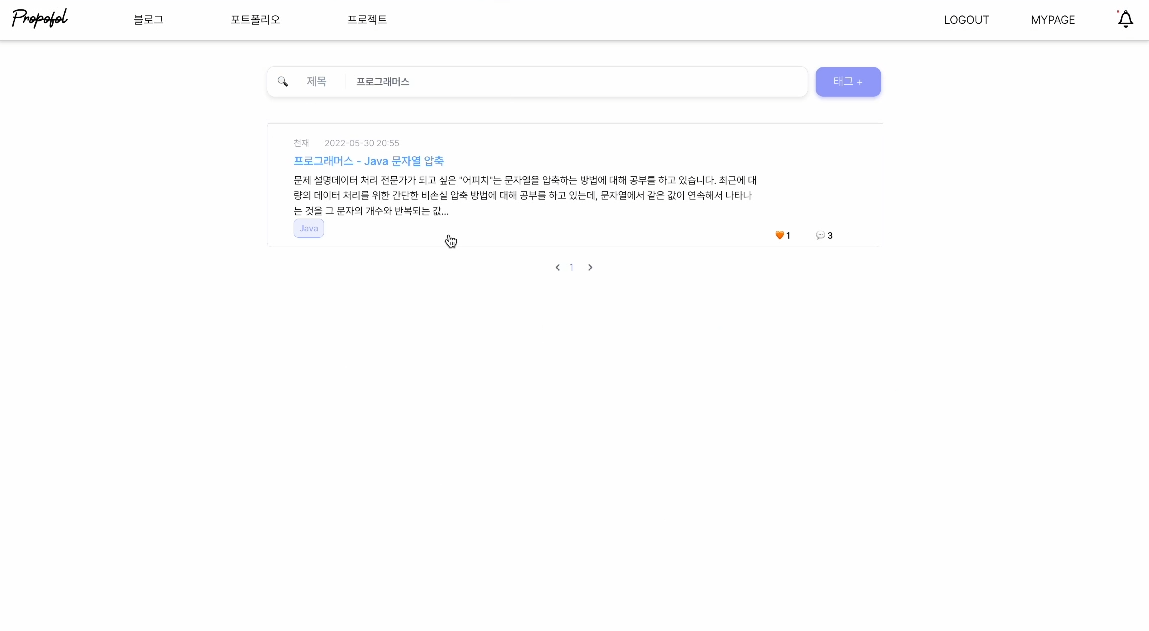 Propofol
블로그
포트폴리오
프로젝트
LOGOUT
MYPAGE
제목
프로그래머스
태그 +
천재 2022-05-30 20:55
프로그래머스 - Java 문자열 압축
문제 설명데이터 처리 전문가가 되고 싶은 "어피치"는 문자열을 압축하는 방법에 대해 공부를 하고 있습니다. 최근에 대
량의 데이터 처리를 위한 간단한 비손실 압축 방법에 대해 공부를 하고 있는데, 문자열에서 같은 값이 연속해서 나타나
는 것을 그 문자의 개수와 반복되는 값...
Java
1
3
1